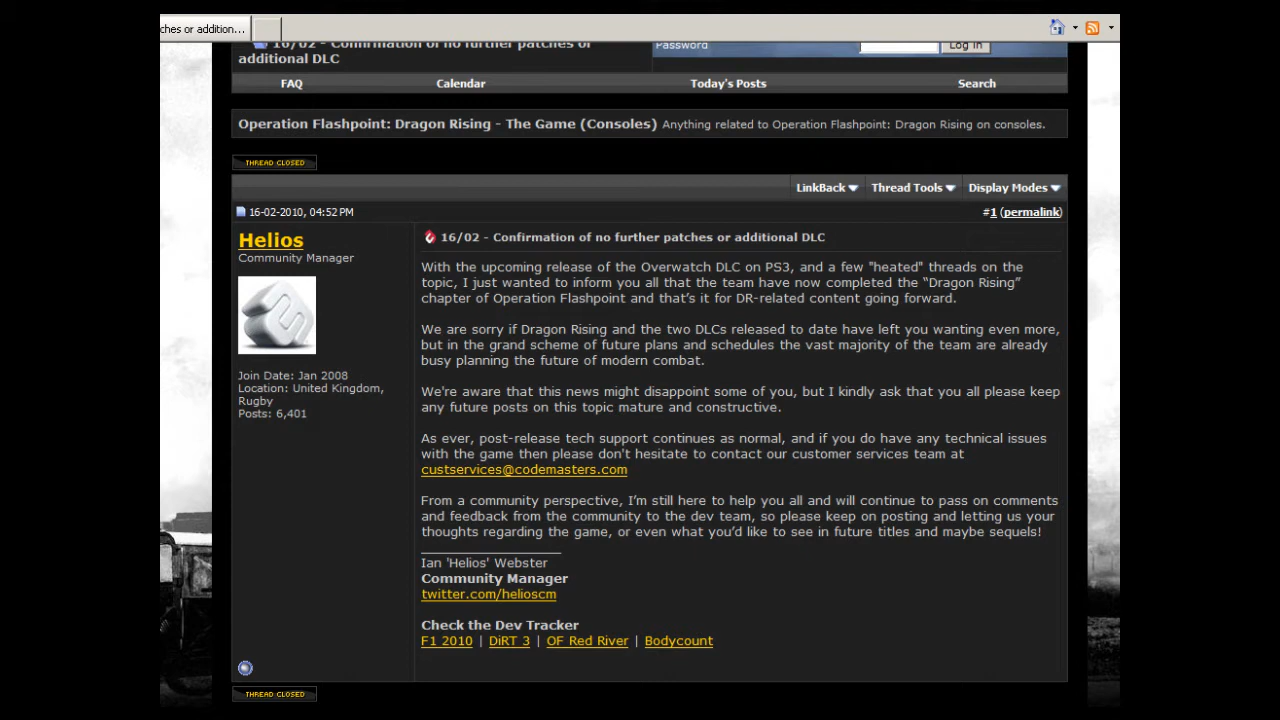 ches or addition...
16/02 - Confirmation of no further patches or
additional DLC
Password
Log in
FAQ Calendar Today's Posts Search
Operation Flashpoint: Dragon Rising - The Game (Consoles) Anything related to Operation Flashpoint: Dragon Rising on consoles.
THREAD CLOSED
LinkBack Thread Tools Display Modes
16-02-2010, 04:52 PM #1 (permalink)
Helios
Community Manager
Join Date: Jan 2008
Location: United Kingdom,
Rugby
Posts: 6,401
16/02 - Confirmation of no further patches or additional DLC
With the upcoming release of the Overwatch DLC on PS3, and a few "heated" threads on the
topic, I just wanted to inform you all that the team have now completed the “Dragon Rising”
chapter of Operation Flashpoint and that’s it for DR-related content going forward.
We are sorry if Dragon Rising and the two DLCs released to date have left you wanting even more,
but in the grand scheme of future plans and schedules the vast majority of the team are already
busy planning the future of modern combat.
We're aware that this news might disappoint some of you, but I kindly ask that you all please keep
any future posts on this topic mature and constructive.
As ever, post-release tech support continues as normal, and if you do have any technical issues
with the game then please don't hesitate to contact our customer services team at
custservices@codemasters.com
From a community perspective, I’m still here to help you all and will continue to pass on comments
and feedback from the community to the dev team, so please keep on posting and letting us your
thoughts regarding the game, or even what you’d like to see in future titles and maybe sequels!
Ian 'Helios' Webster
Community Manager
twitter.com/helioscm
Check the Dev Tracker
F1 2010 | DiRT 3 | OF Red River | Bodycount
THREAD CLOSED